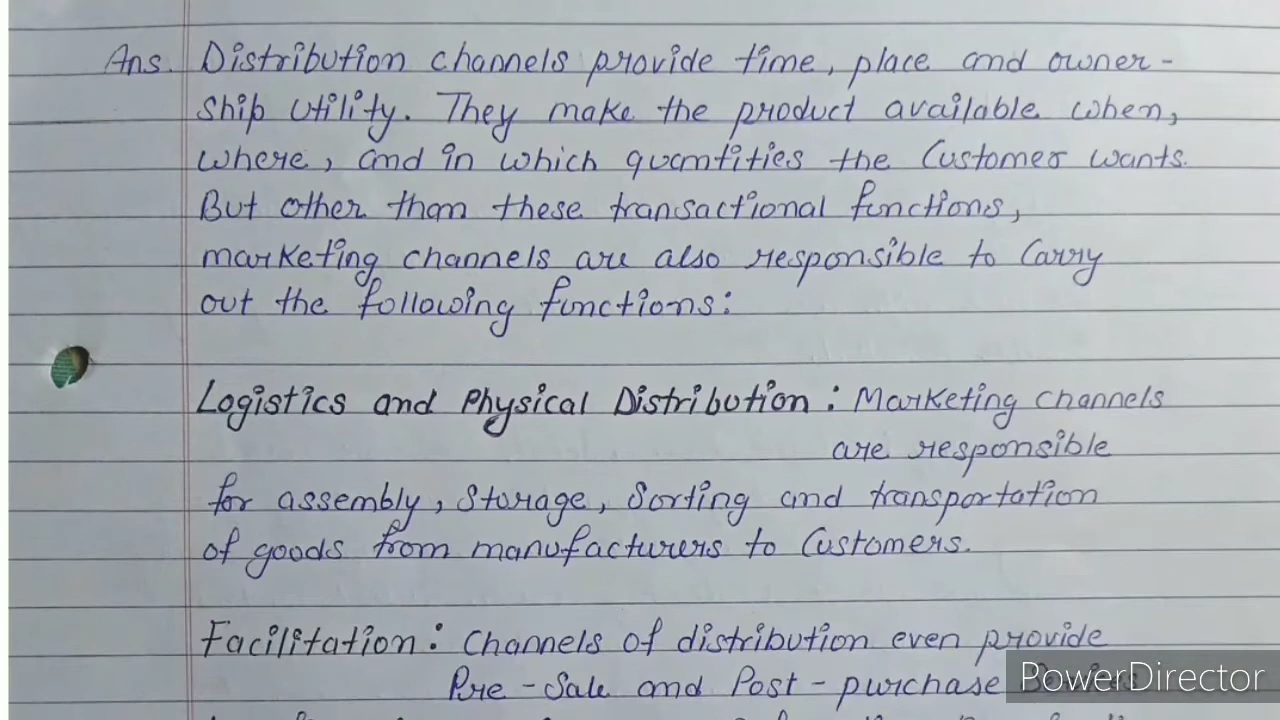 Ans. Distribution channels provide time, place and owner-
ship utility. They make the product available when,
where, and in which quantities the Customer wants.
But other than these transactional functions,
marketing channels are also responsible to Carry
out the following functions:
Logistics and Physical Distribution: Marketing channels
are responsible
for assembly, Storage, Sorting and transportation
of goods from manufacturers to Customers.
Facilitation: Channels of distribution even provide
Pre-Sale and Post-purchase
PowerDirector